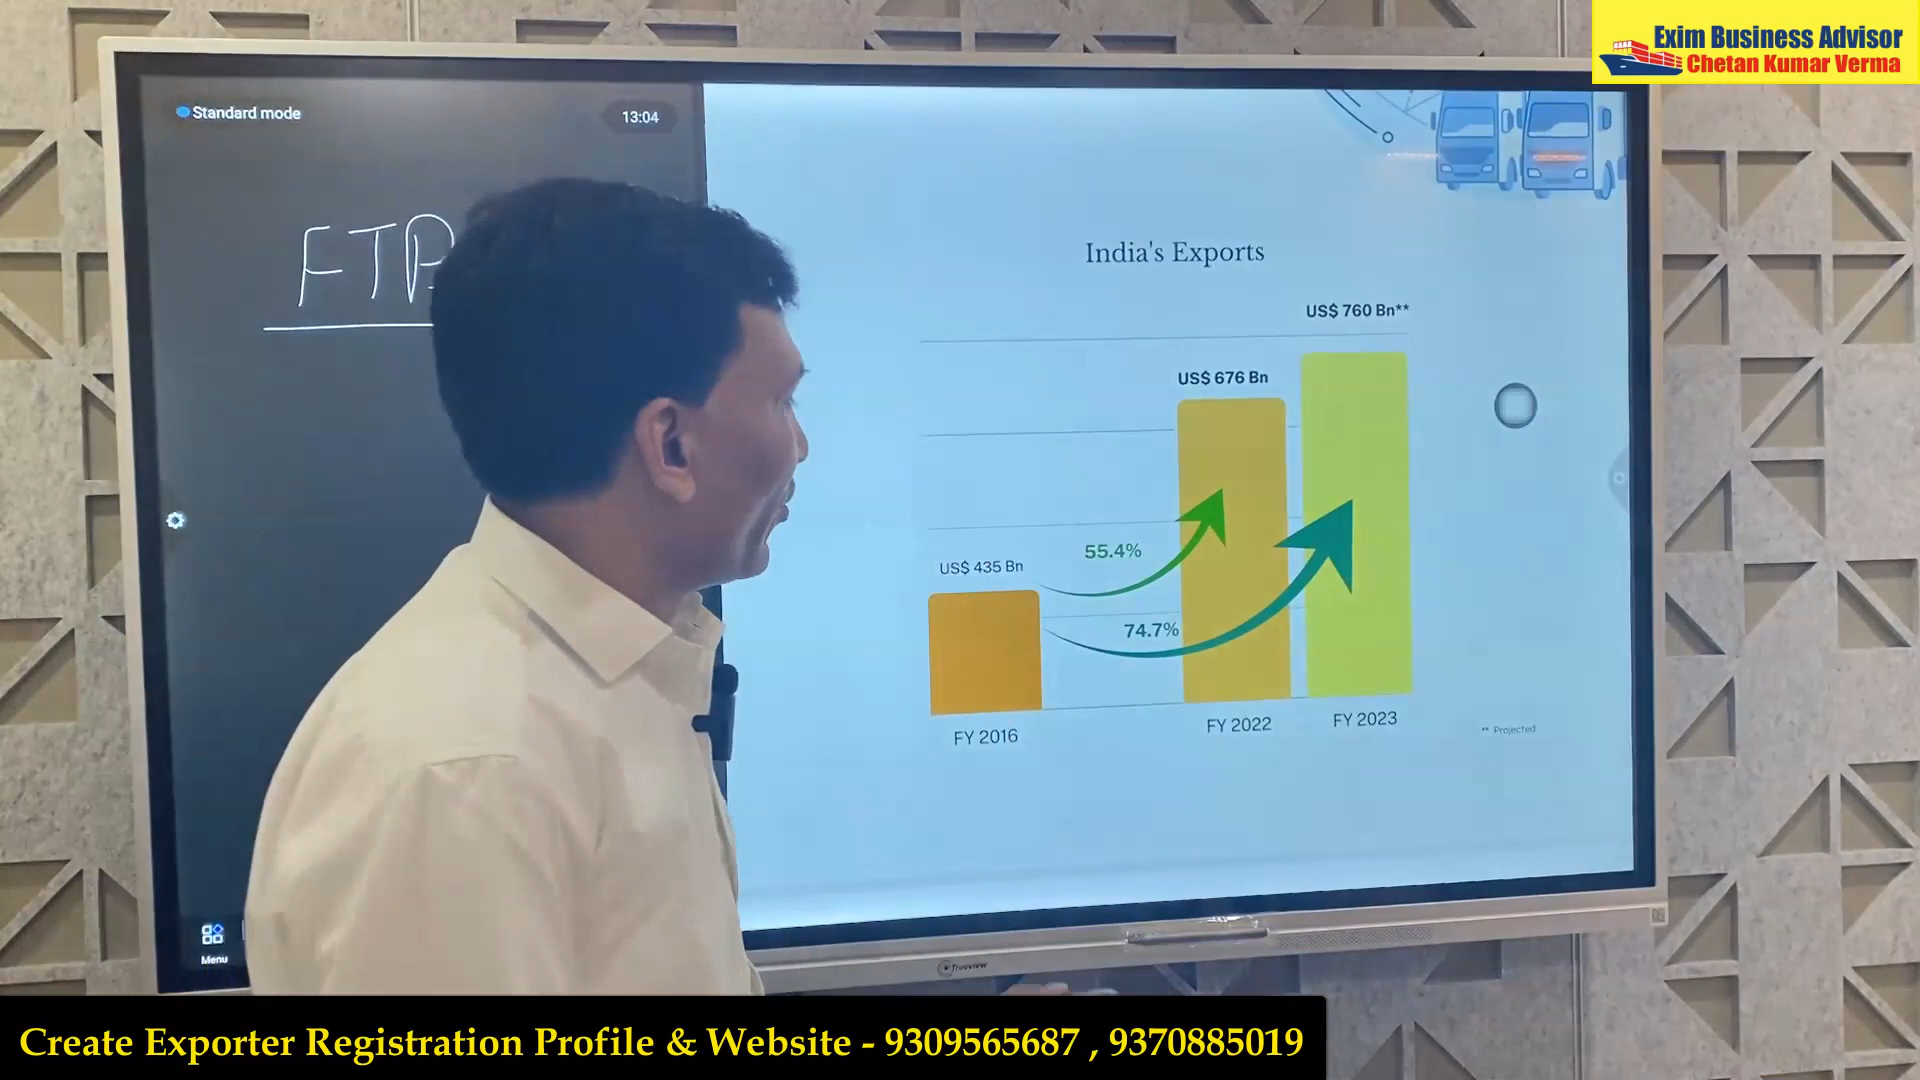 Exim Business Advisor
Chetan Kumar Verma
Standard mode
13:04
FTP
India's Exports
US$ 760 Bn**
US$ 676 Bn
55.4%
US$ 435 Bn
74.7%
FY 2016
FY 2022
FY 2023
** Projected
Menu
Treeview
Create Exporter Registration Profile & Website - 9309565687 , 9370885019